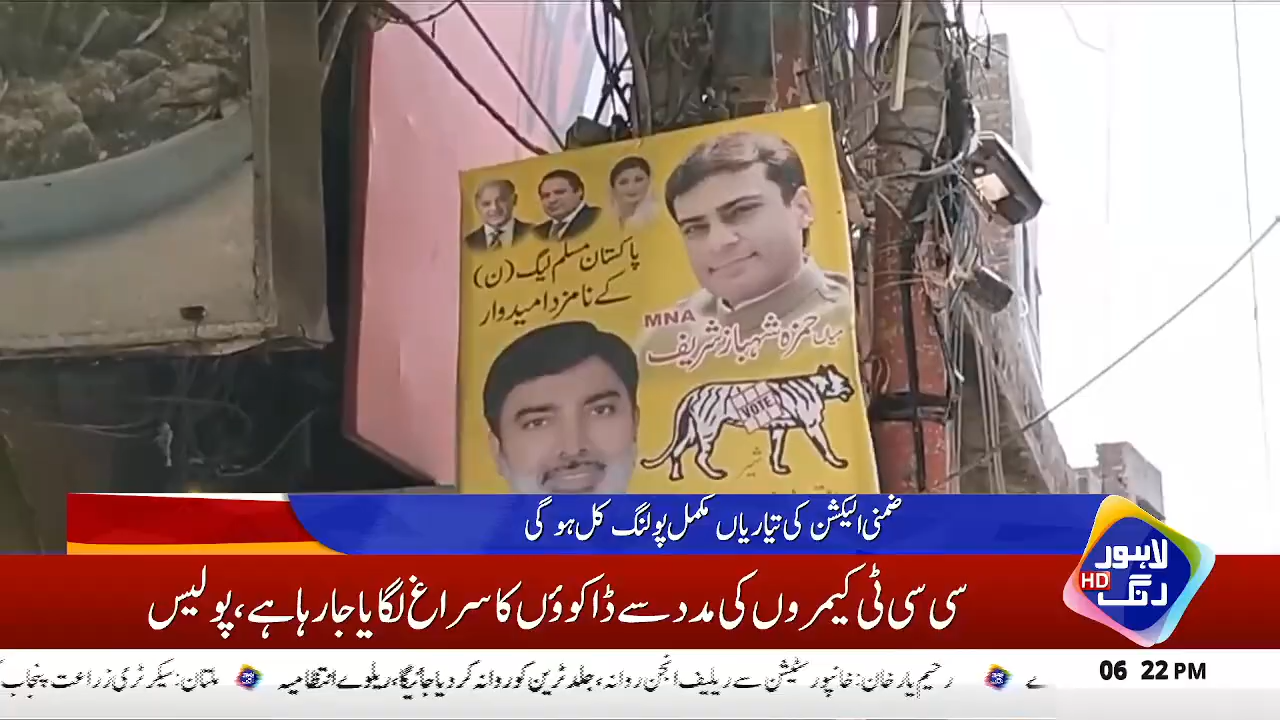 پاکستان مسلم لیگ (ن)
کے نامزد امیدوار
MNA
میاں حمزہ شہباز شریف
VOTE
شیر
ضمنی الیکشن کی تیاریاں مکمل پولنگ کل ہو گی
لاہور
رنگ
HD
سی سی ٹی کیمروں کی مدد سے ڈاکوؤں کا سراغ لگایا جا رہا ہے، پولیس
رحیم یار خان: خانپور سٹیشن سے ریلیف انجن روانہ، جلد ٹرین کو روانہ کر دیا جائیگا، ریلوے انتظامیہ
ملتان: سیکرٹری زراعت پنجاب
06 22 PM